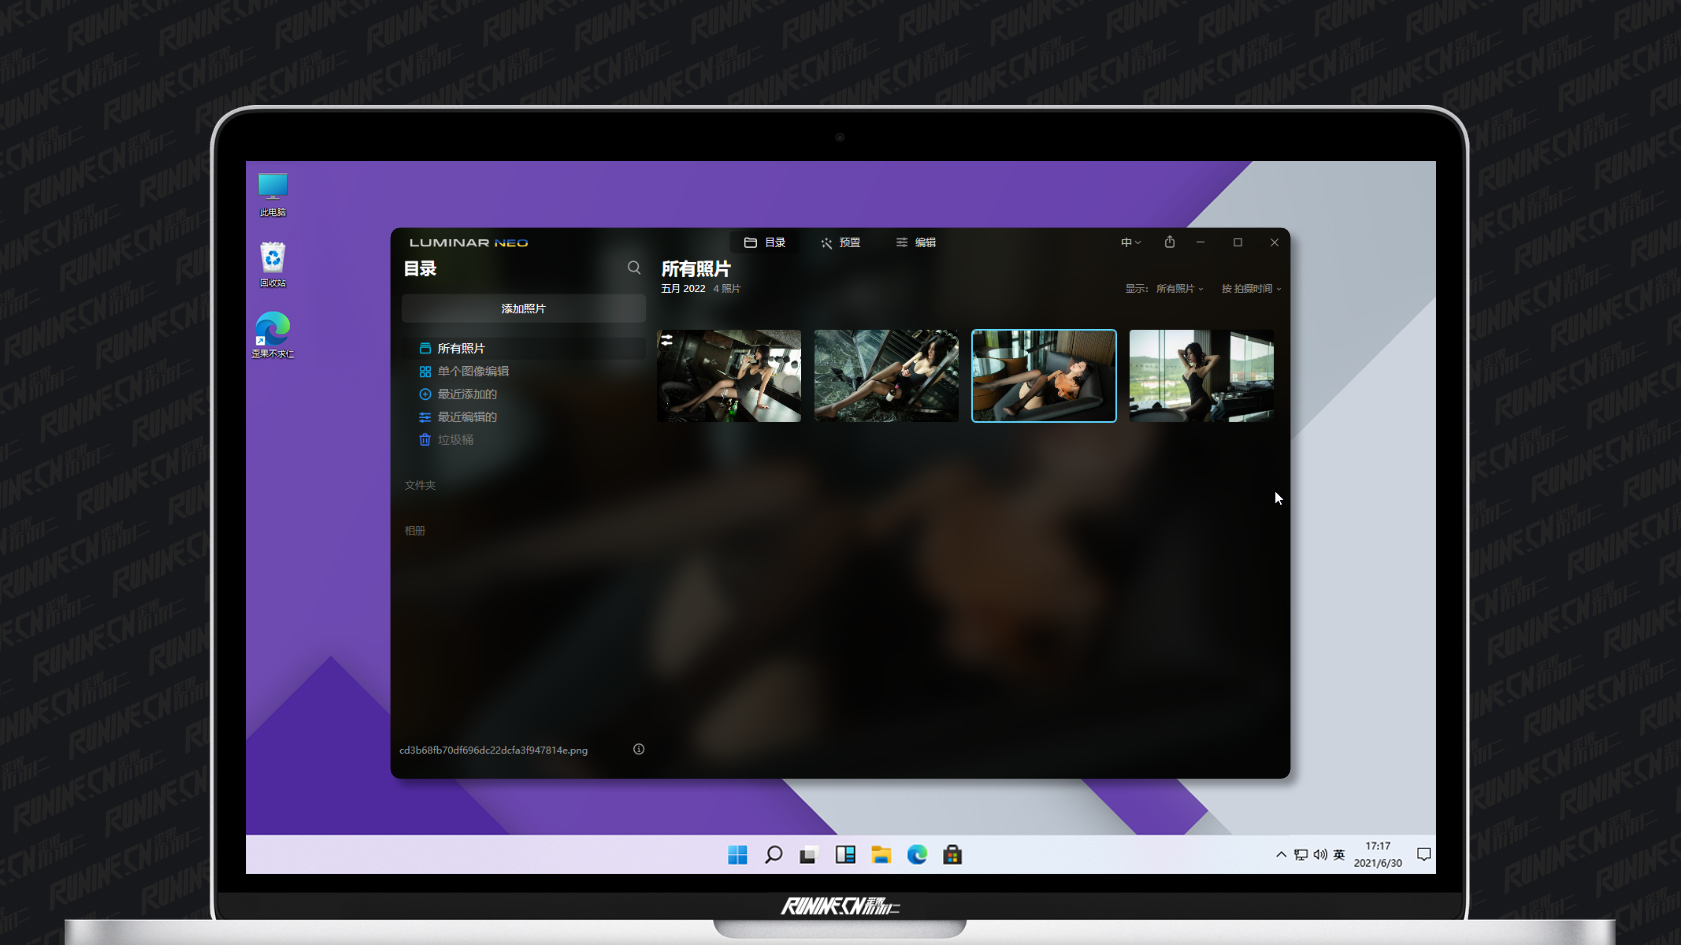 此电脑
回收站
歪果不求仁
LUMINAR NEO
目录
预置
编辑
中
目录
所有照片
五月 2022 4 照片
显示: 所有照片
按 拍摄时间
添加照片
所有照片
单个图像编辑
最近添加的
最近编辑的
垃圾桶
文件夹
相册
cd3b68fb70df696dc22dcfa3f947814e.png
英
17:17
2021/6/30
RUNINE.CN